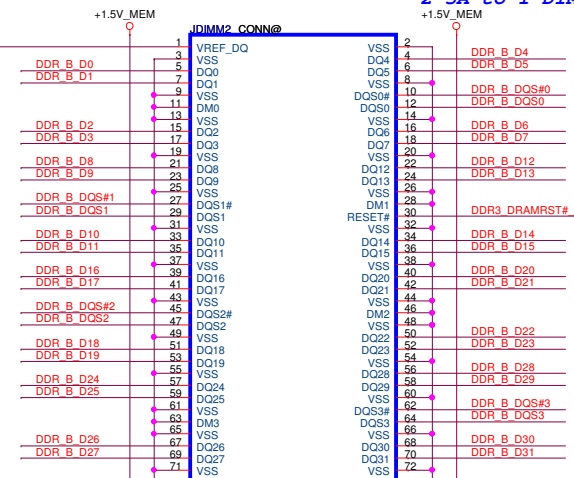 2 3A to 1 DIM
+1.5V_MEM +1.5V_MEM
JDIMM2 CONN@
1 VREF_DQ VSS 2
3 VSS DQ4 4 DDR_B_D4
DDR_B_D0 5 DQ0 DQ5 6 DDR_B_D5
DDR_B_D1 7 DQ1 VSS 8
9 VSS DQS0# 10 DDR_B_DQS#0
11 DM0 DQS0 12 DDR_B_DQS0
13 VSS VSS 14
DDR_B_D2 15 DQ2 DQ6 16 DDR_B_D6
DDR_B_D3 17 DQ3 DQ7 18 DDR_B_D7
19 VSS VSS 20
DDR_B_D8 21 DQ8 DQ12 22 DDR_B_D12
DDR_B_D9 23 DQ9 DQ13 24 DDR_B_D13
25 VSS VSS 26
DDR_B_DQS#1 27 DQS1# DM1 28
DDR_B_DQS1 29 DQS1 RESET# 30 DDR3_DRAMRST#
31 VSS VSS 32
DDR_B_D10 33 DQ10 DQ14 34 DDR_B_D14
DDR_B_D11 35 DQ11 DQ15 36 DDR_B_D15
37 VSS VSS 38
DDR_B_D16 39 DQ16 DQ20 40 DDR_B_D20
DDR_B_D17 41 DQ17 DQ21 42 DDR_B_D21
43 VSS VSS 44
DDR_B_DQS#2 45 DQS2# DM2 46
DDR_B_DQS2 47 DQS2 VSS 48
49 VSS DQ22 50 DDR_B_D22
DDR_B_D18 51 DQ18 DQ23 52 DDR_B_D23
DDR_B_D19 53 DQ19 VSS 54
55 VSS DQ28 56 DDR_B_D28
DDR_B_D24 57 DQ24 DQ29 58 DDR_B_D29
DDR_B_D25 59 DQ25 VSS 60
61 VSS DQS3# 62 DDR_B_DQS#3
63 DM3 DQS3 64 DDR_B_DQS3
65 VSS VSS 66
DDR_B_D26 67 DQ26 DQ30 68 DDR_B_D30
DDR_B_D27 69 DQ27 DQ31 70 DDR_B_D31
71 VSS VSS 72